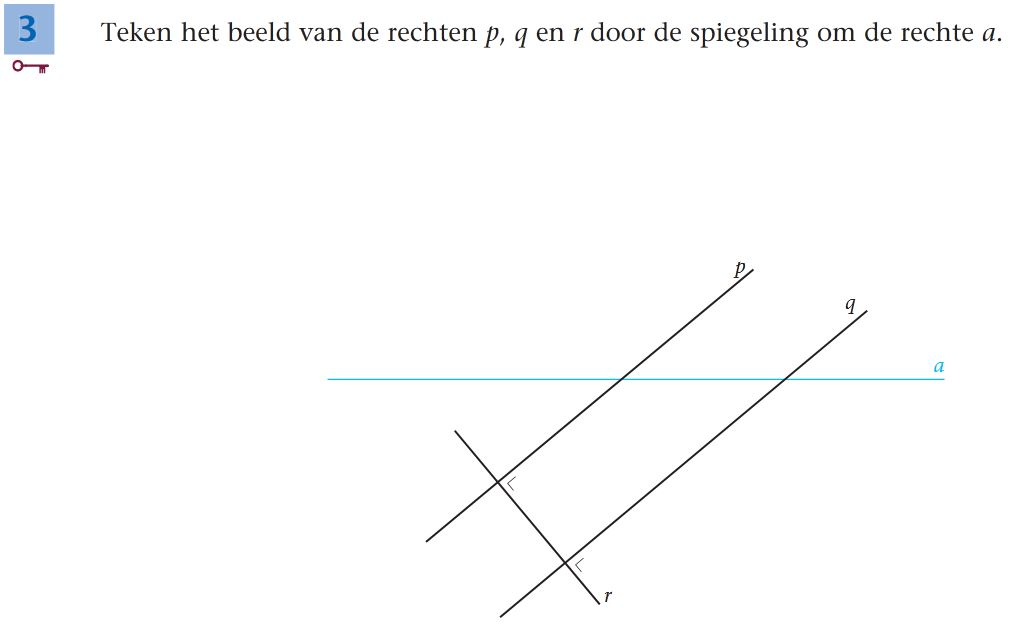 3 Teken het beeld van de rechten p, q en r door de spiegeling om de rechte a.
p
q
a
r